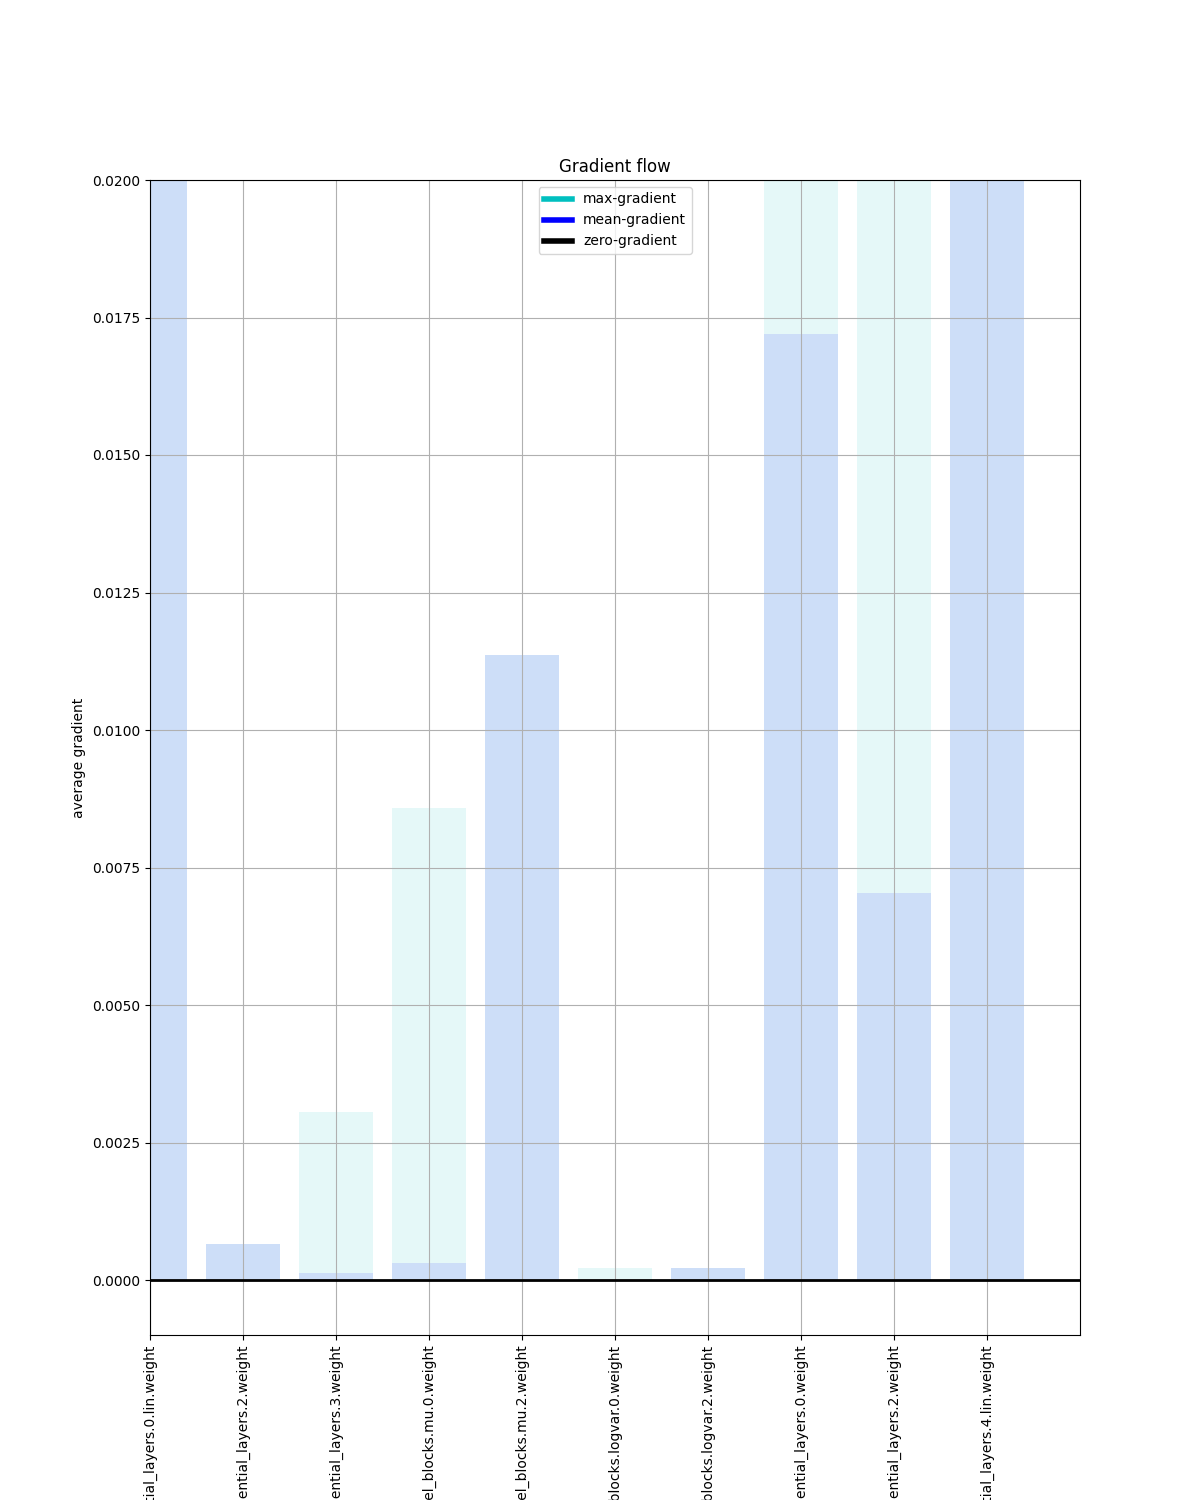 Gradient flow
max-gradient
mean-gradient
zero-gradient
0.0200
0.0175
0.0150
0.0125
0.0100
0.0075
0.0050
0.0025
0.0000
average gradient
tial_layers.0.lin.weight
ential_layers.2.weight
ential_layers.3.weight
el_blocks.mu.0.weight
el_blocks.mu.2.weight
blocks.logvar.0.weight
blocks.logvar.2.weight
ential_layers.0.weight
ential_layers.2.weight
tial_layers.4.lin.weight